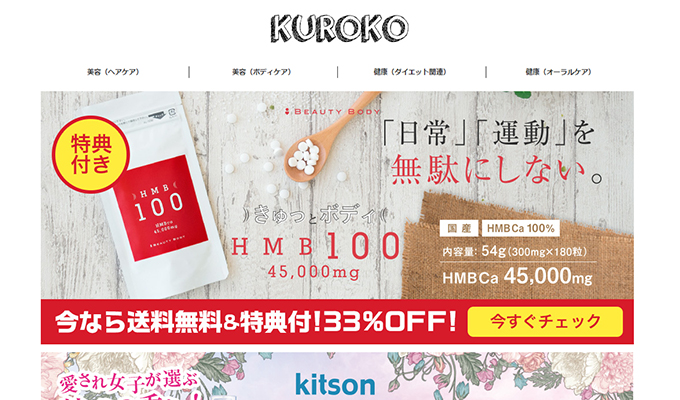 KUROKO
美容（ヘアケア）
美容（ボディケア）
健康（ダイエット関連）
健康（オーラルケア）
BEAUTY BODY
特典
付き
「日常」「運動」を
無駄にしない。
HMB
100
HMBca
45,000mg
BEAUTY BODY
きゅっとボディ
HMB100
45,000mg
国産
HMBCa 100%
内容量: 54g(300mg×180粒)
HMBCa 45,000mg
今なら送料無料&特典付!33%OFF!
今すぐチェック
愛され女子が選ぶ
kitson